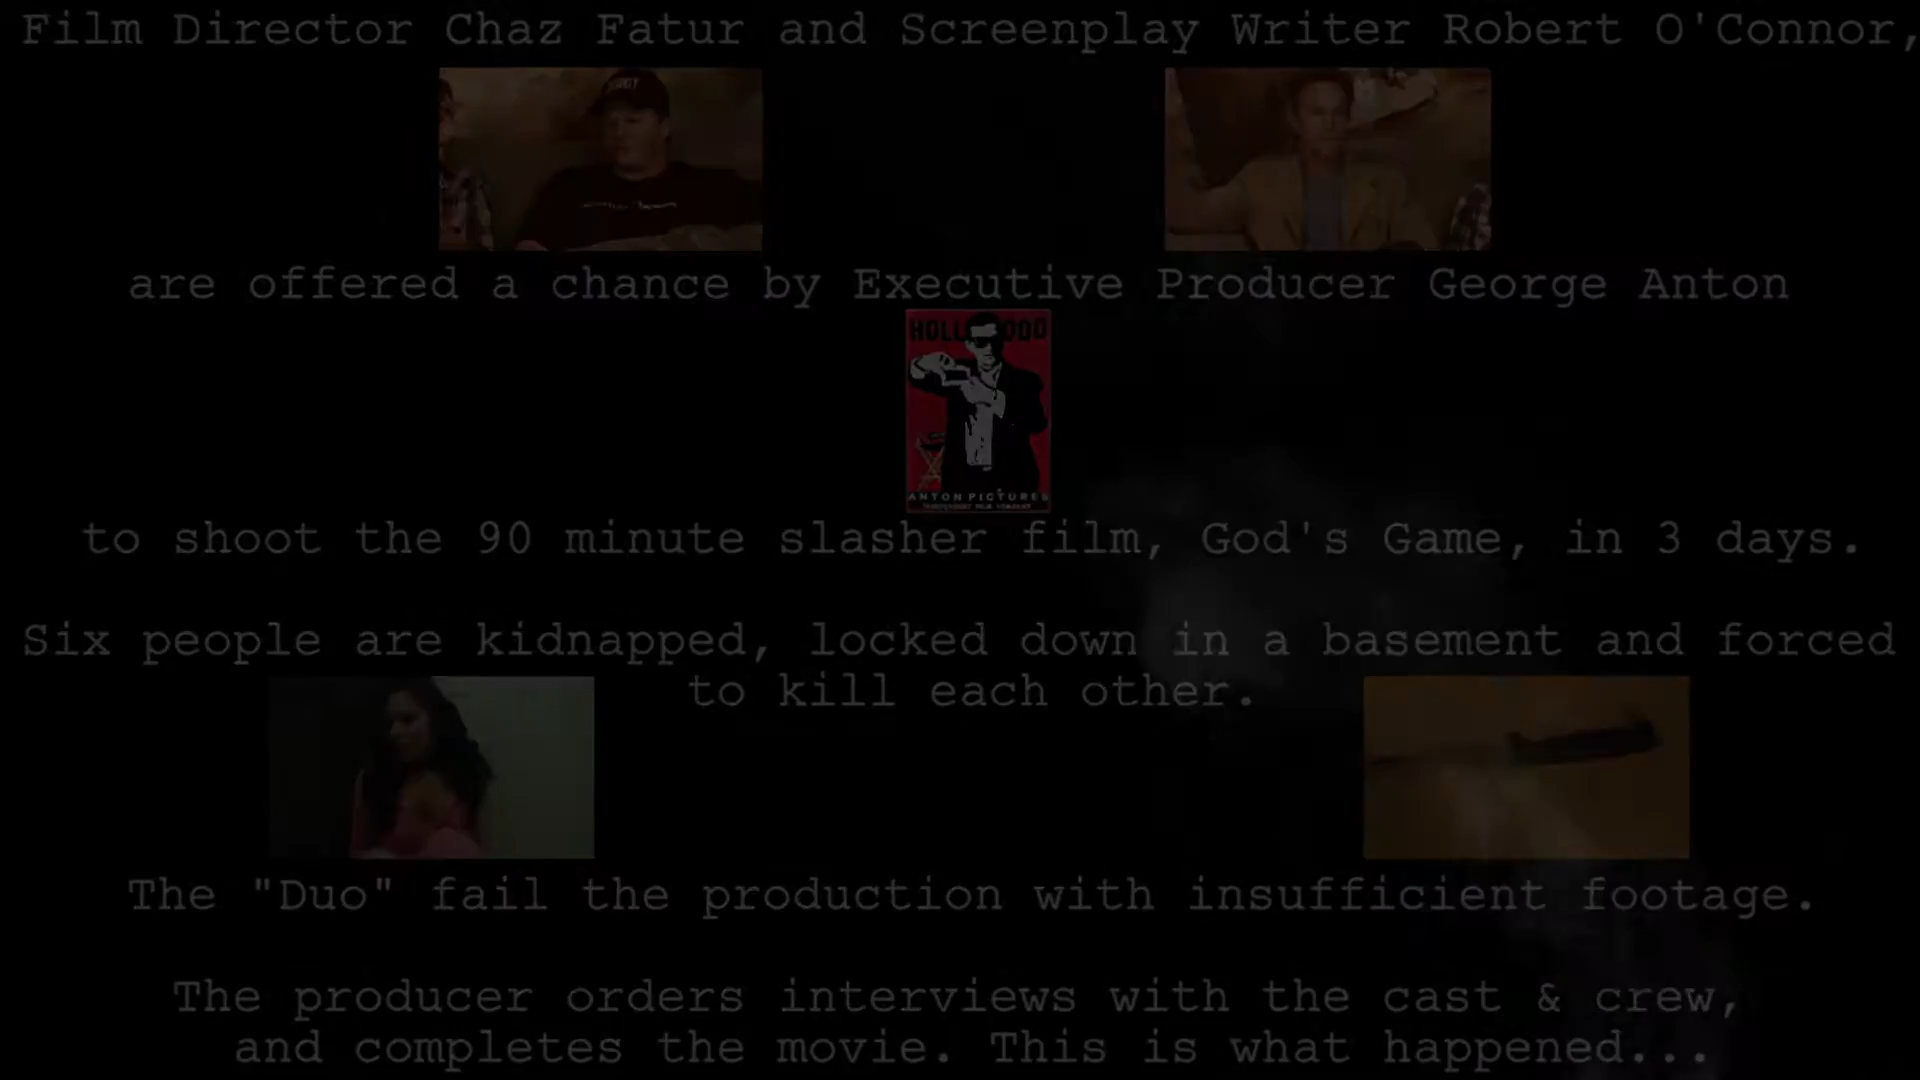 Film Director Chaz Fatur and Screenplay Writer Robert O'Connor,
are offered a chance by Executive Producer George Anton
HOLLYWOOD
ANTON PICTURES
to shoot the 90 minute slasher film, God's Game, in 3 days.
Six people are kidnapped, locked down in a basement and forced
to kill each other.
The "Duo" fail the production with insufficient footage.
The producer orders interviews with the cast & crew,
and completes the movie. This is what happened...